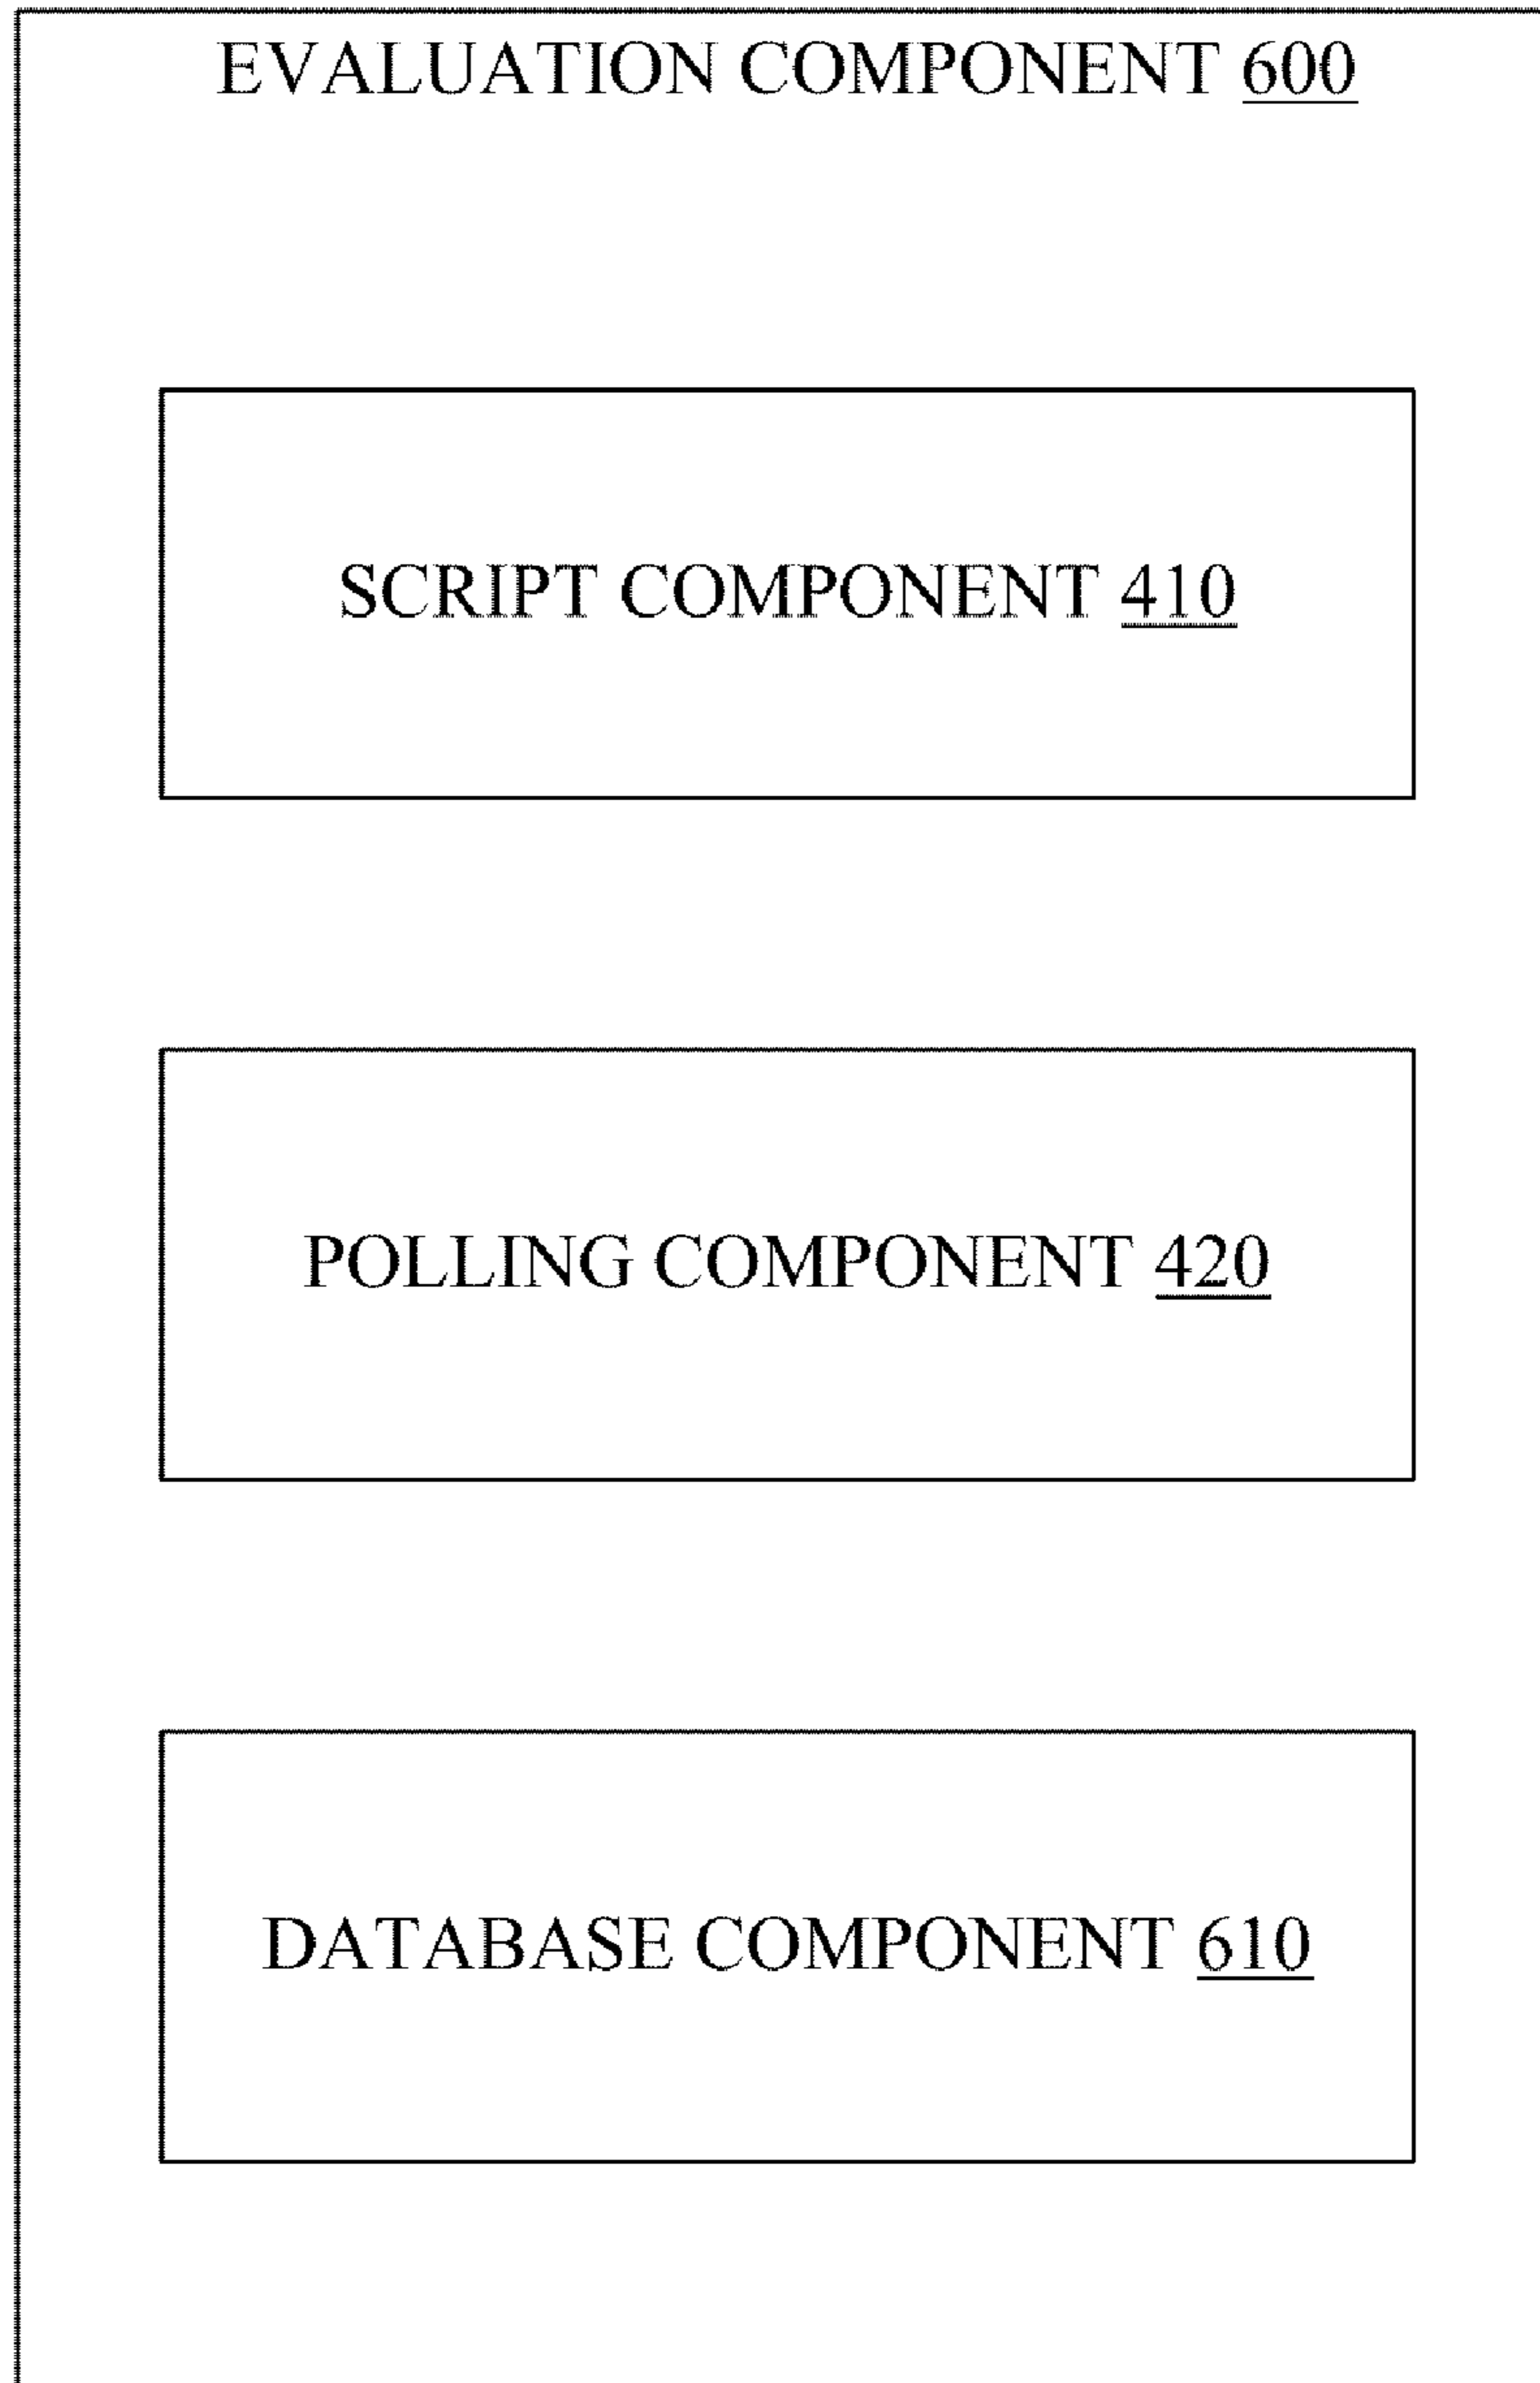 EVALUATION COMPONENT 600
SCRIPT COMPONENT 410
POLLING COMPONENT 420
DATABASE COMPONENT 610